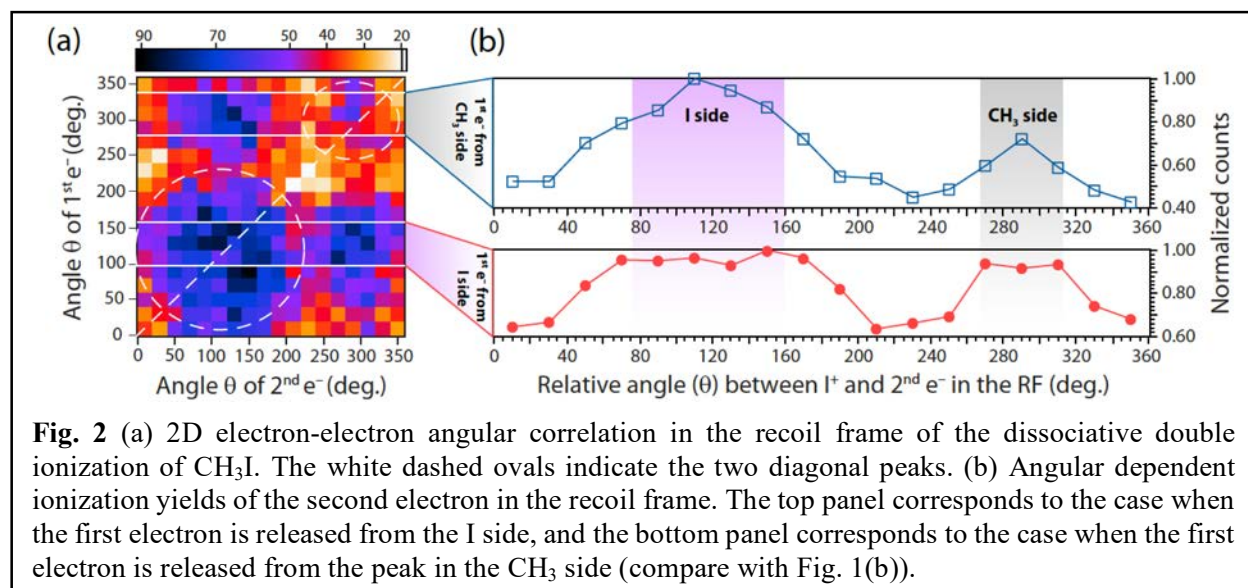 (a)
(b)
90 70 50 40 30 20
350
300
250
200
150
100
50
0
Angle θ of 1st e⁻ (deg.)
0 50 100 150 200 250 300 350
Angle θ of 2nd e⁻ (deg.)
1st e⁻ from
CH₃ side
I side
CH₃ side
1.00
0.80
0.60
0.40
0 40 80 120 160 200 240 280 320 360
1st e⁻ from
I side
1.00
0.80
0.60
0 40 80 120 160 200 240 280 320 360
Normalized counts
Relative angle (θ) between I⁺ and 2nd e⁻ in the RF (deg.)
Fig. 2 (a) 2D electron-electron angular correlation in the recoil frame of the dissociative double
ionization of CH₃I. The white dashed ovals indicate the two diagonal peaks. (b) Angular dependent
ionization yields of the second electron in the recoil frame. The top panel corresponds to the case when
the first electron is released from the I side, and the bottom panel corresponds to the case when the first
electron is released from the peak in the CH₃ side (compare with Fig. 1(b)).